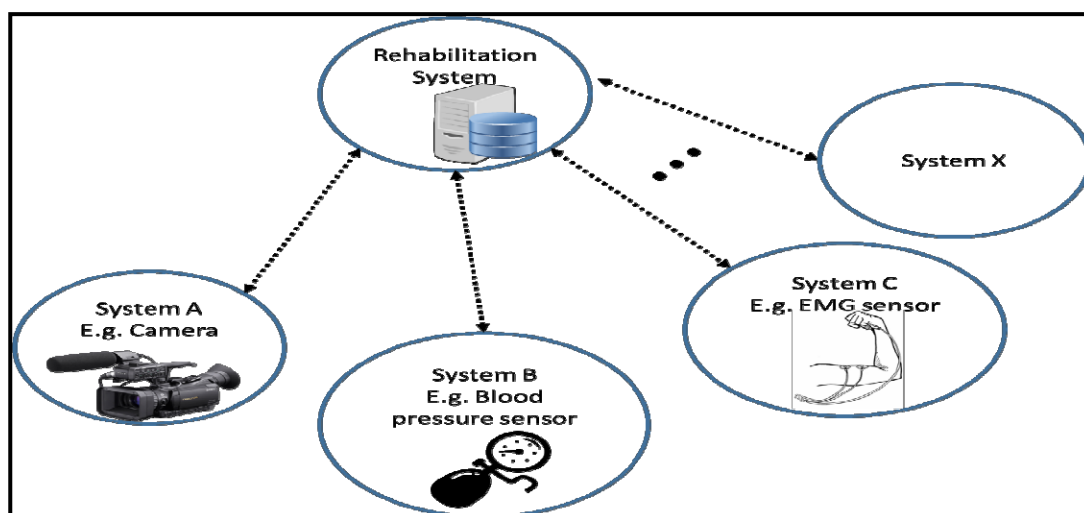 Rehabilitation
System
System X
System A
E.g. Camera
System B
E.g. Blood
pressure sensor
System C
E.g. EMG sensor